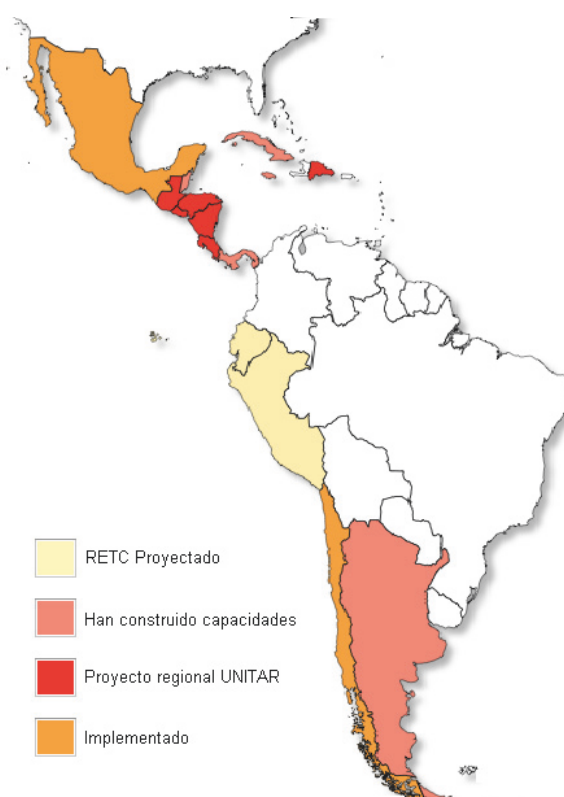 RETC Proyectado
Han construido capacidades
Proyecto regional UNITAR
Implementado